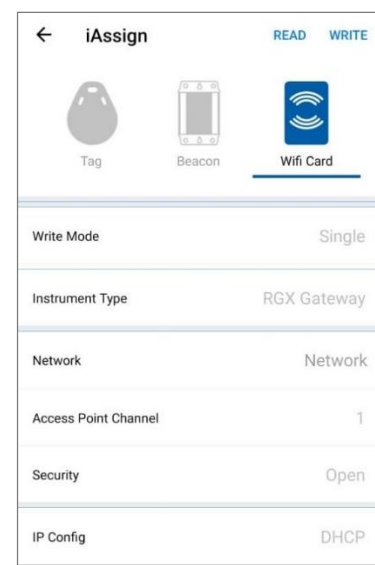 iAssign READ WRITE
Tag Beacon Wifi Card
Write Mode Single
Instrument Type RGX Gateway
Network Network
Access Point Channel 1
Security Open
IP Config DHCP